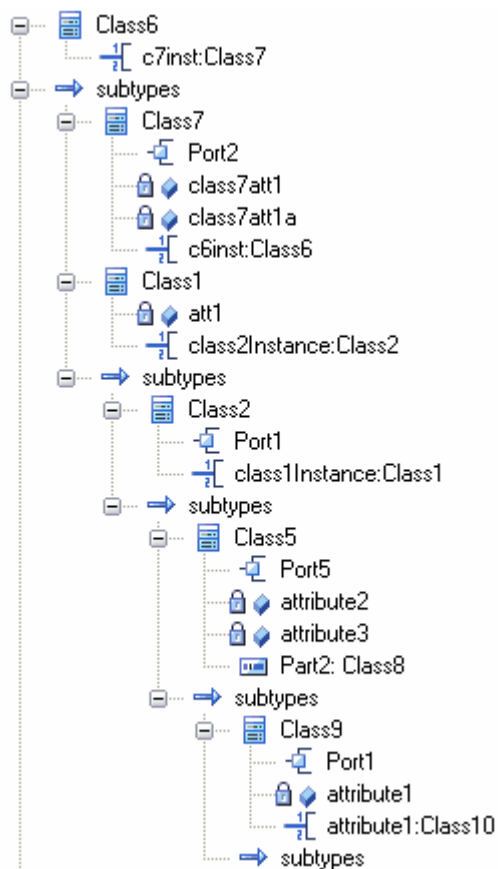 Class6
c7inst:Class7
subtypes
Class7
Port2
class7att1
class7att1a
c6inst:Class6
Class1
att1
class2Instance:Class2
subtypes
Class2
Port1
class1Instance:Class1
subtypes
Class5
Port5
attribute2
attribute3
Part2: Class8
subtypes
Class9
Port1
attribute1
attribute1:Class10
subtypes